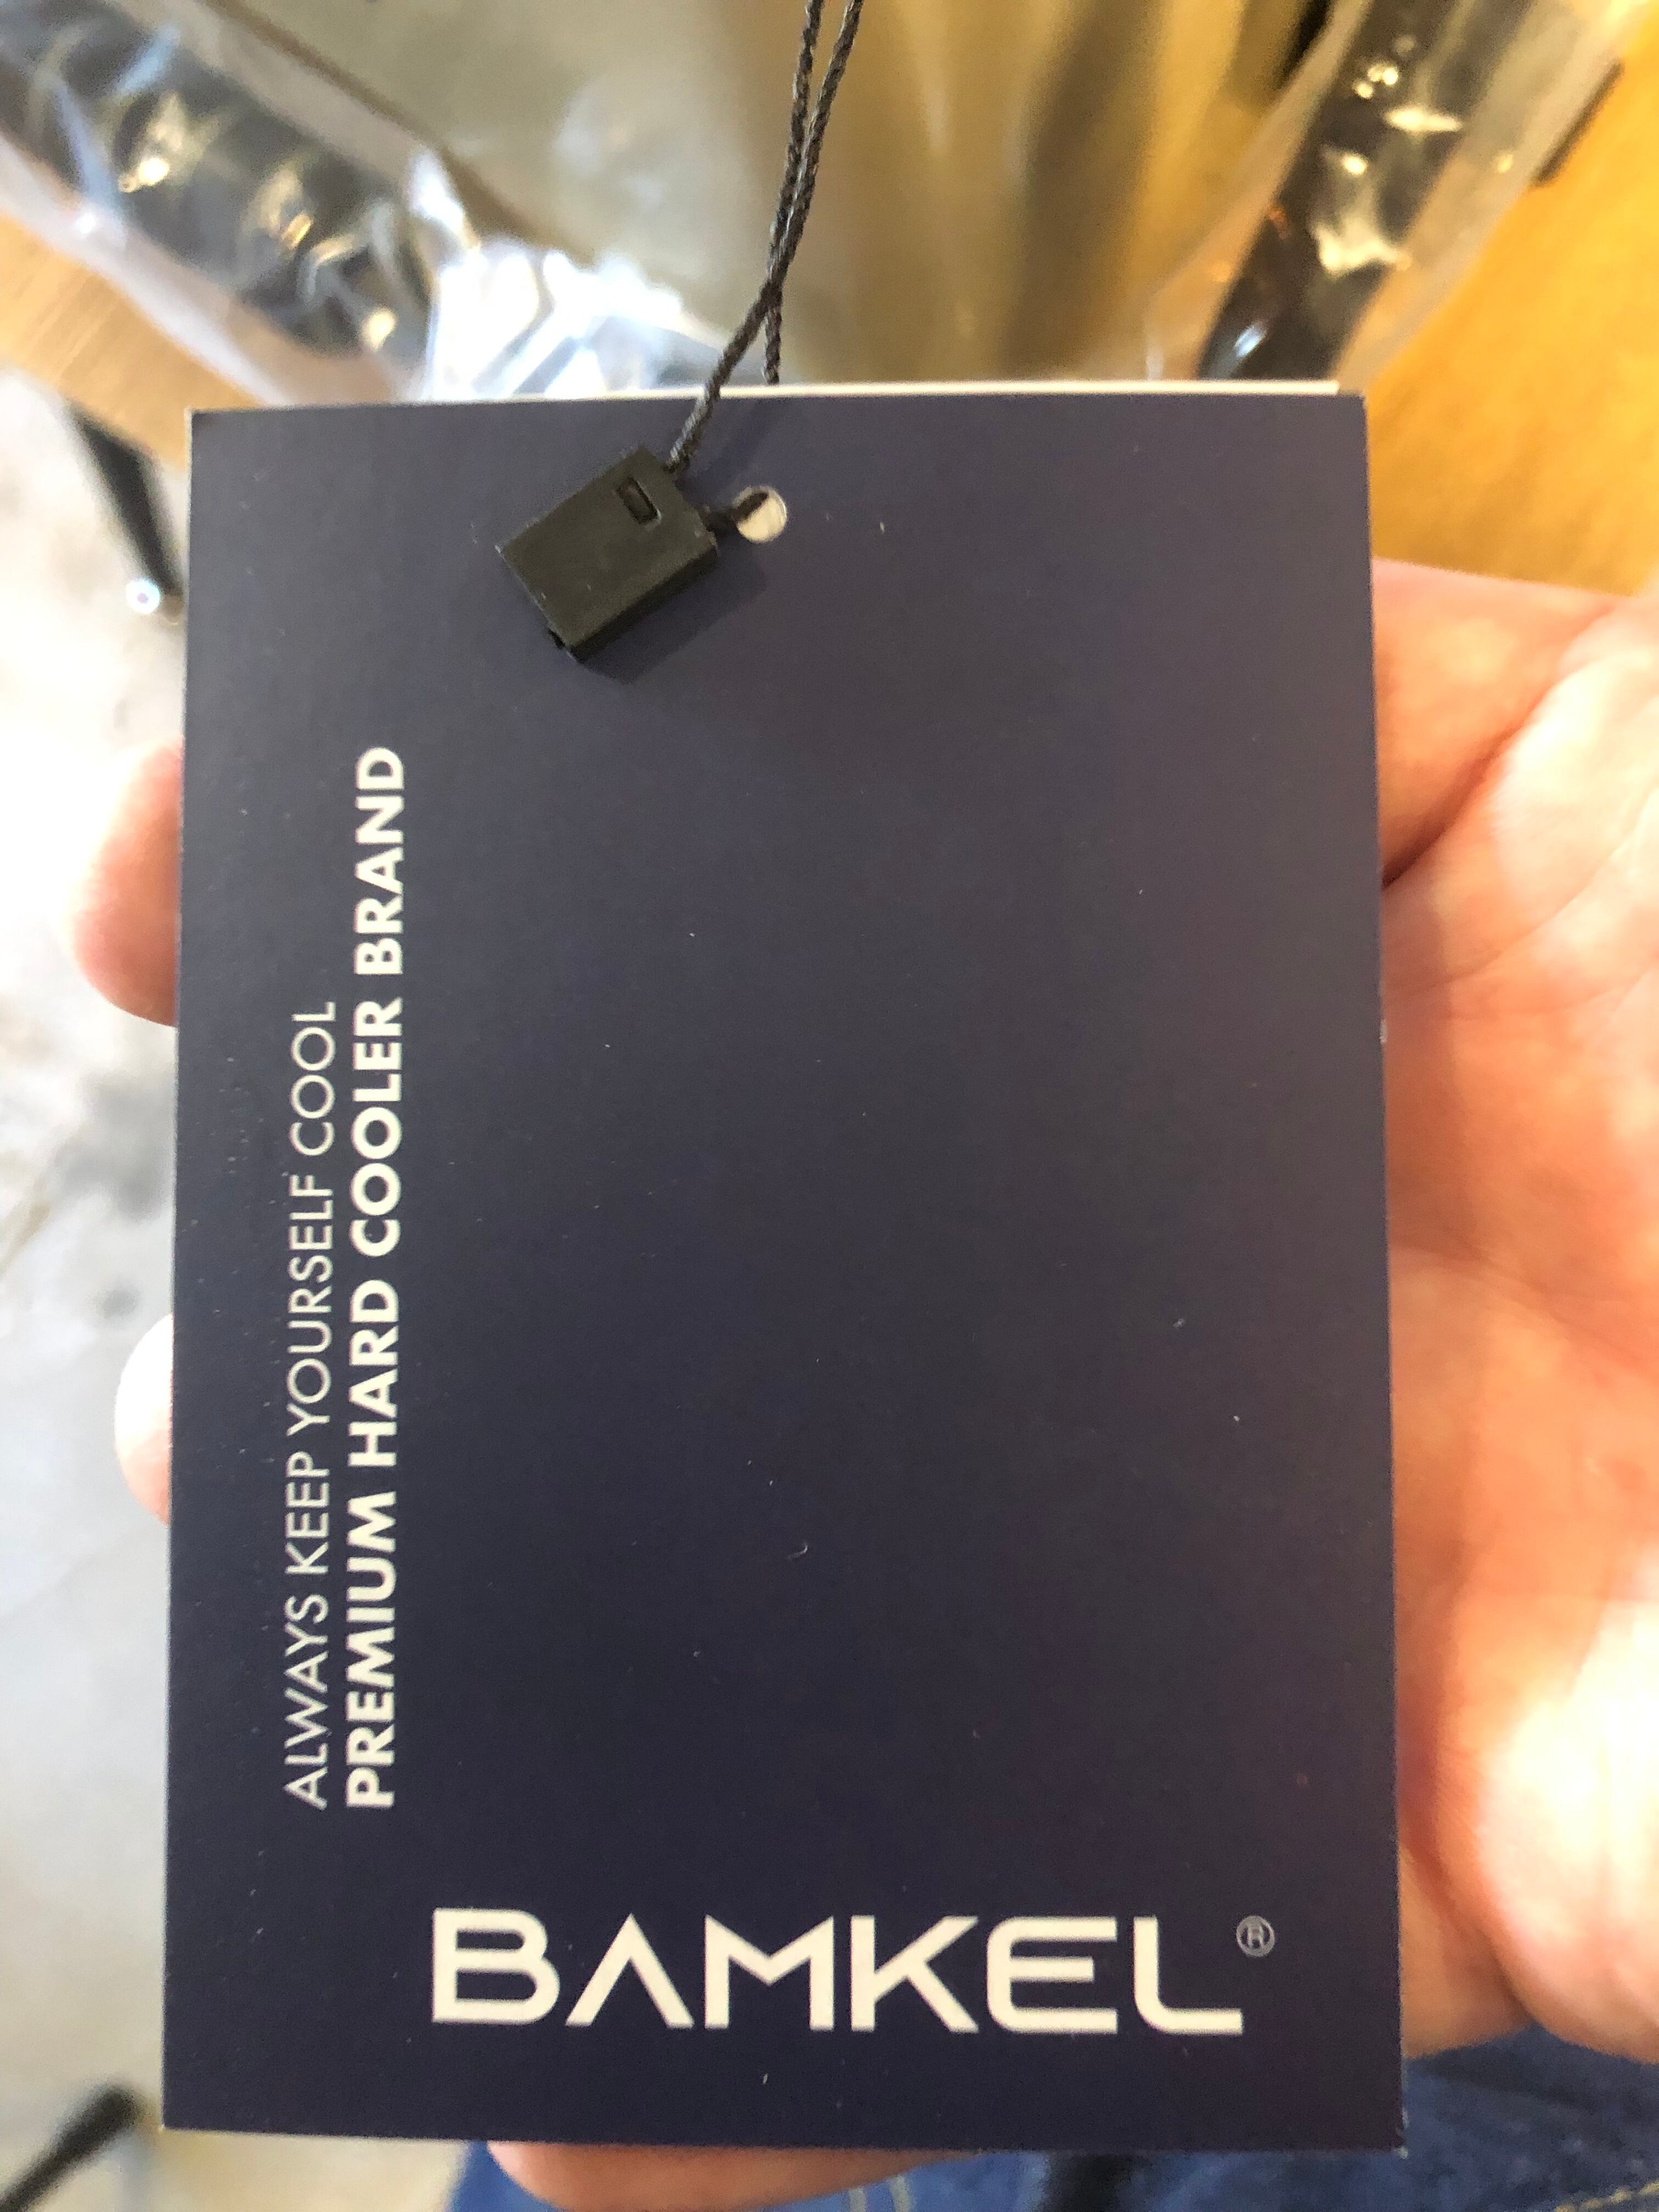 ALWAYS KEEP YOURSELF COOL
PREMIUM HARD COOLER BRAND
BAMKEL®